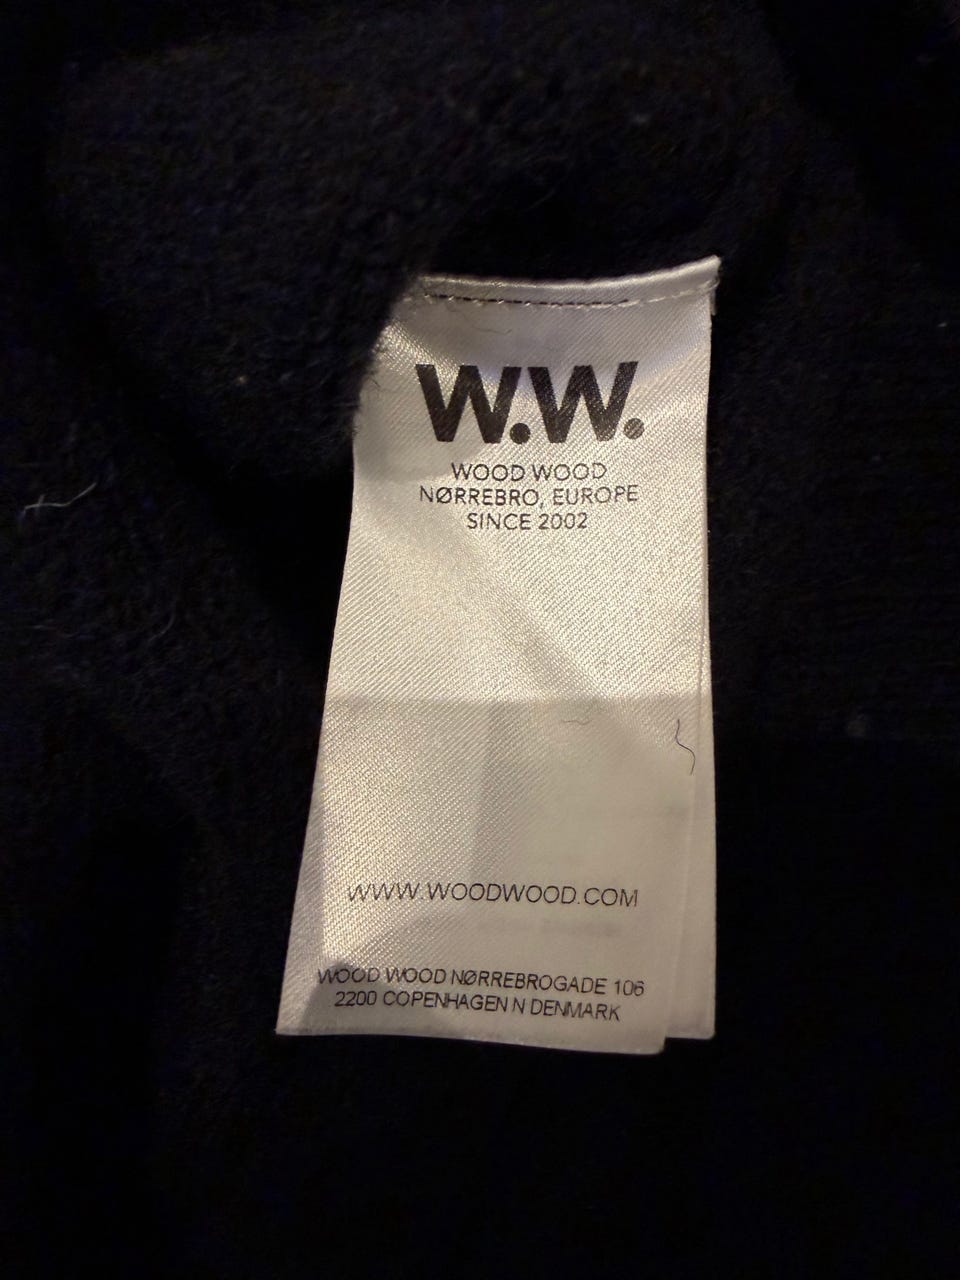 W.W.
WOOD WOOD
NØRREBRO, EUROPE
SINCE 2002
WWW.WOODWOOD.COM
WOOD WOOD NØRREBROGADE 106
2200 COPENHAGEN N DENMARK